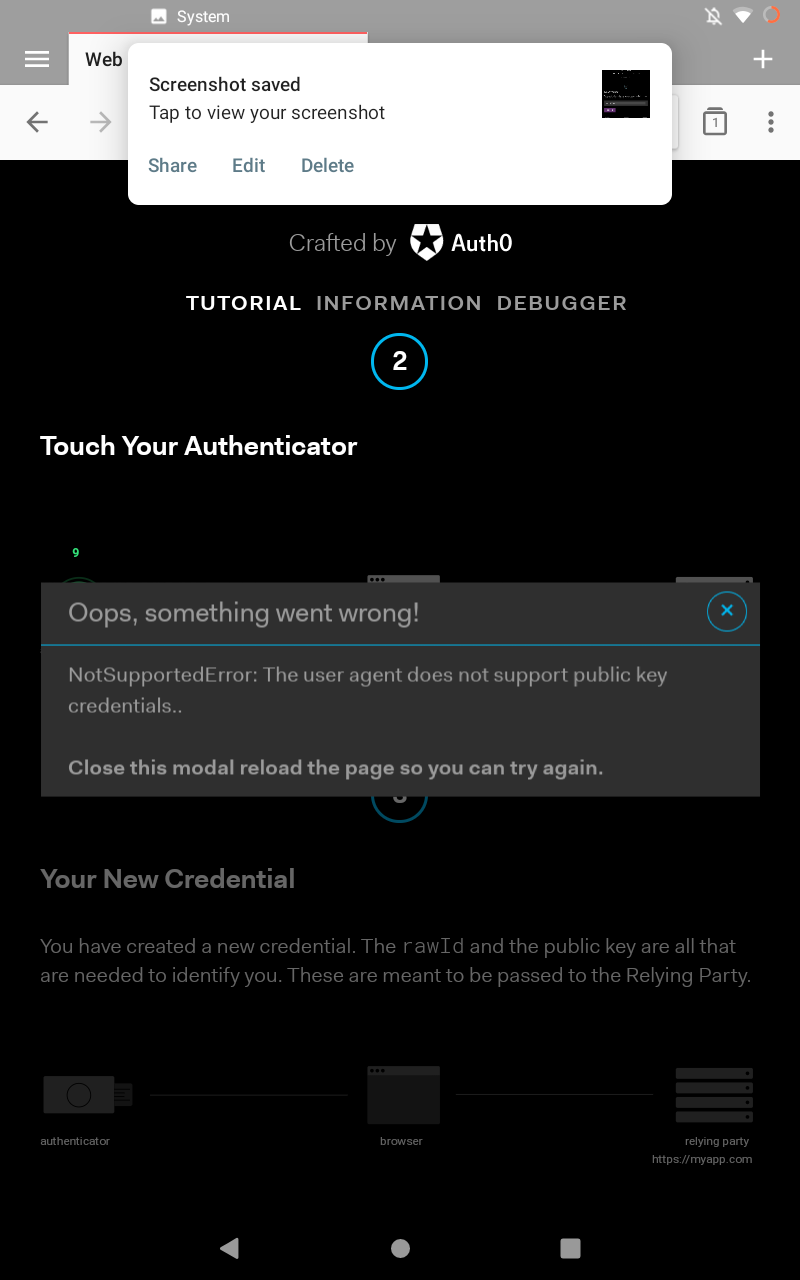 System
Web
Screenshot saved
Tap to view your screenshot
Share Edit Delete
1
Crafted by Auth0
TUTORIAL INFORMATION DEBUGGER
2
Touch Your Authenticator
9
Oops, something went wrong!
NotSupportedError: The user agent does not support public key
credentials..
Close this modal reload the page so you can try again.
Your New Credential
You have created a new credential. The rawId and the public key are all that
are needed to identify you. These are meant to be passed to the Relying Party.
authenticator browser relying party
https://myapp.com